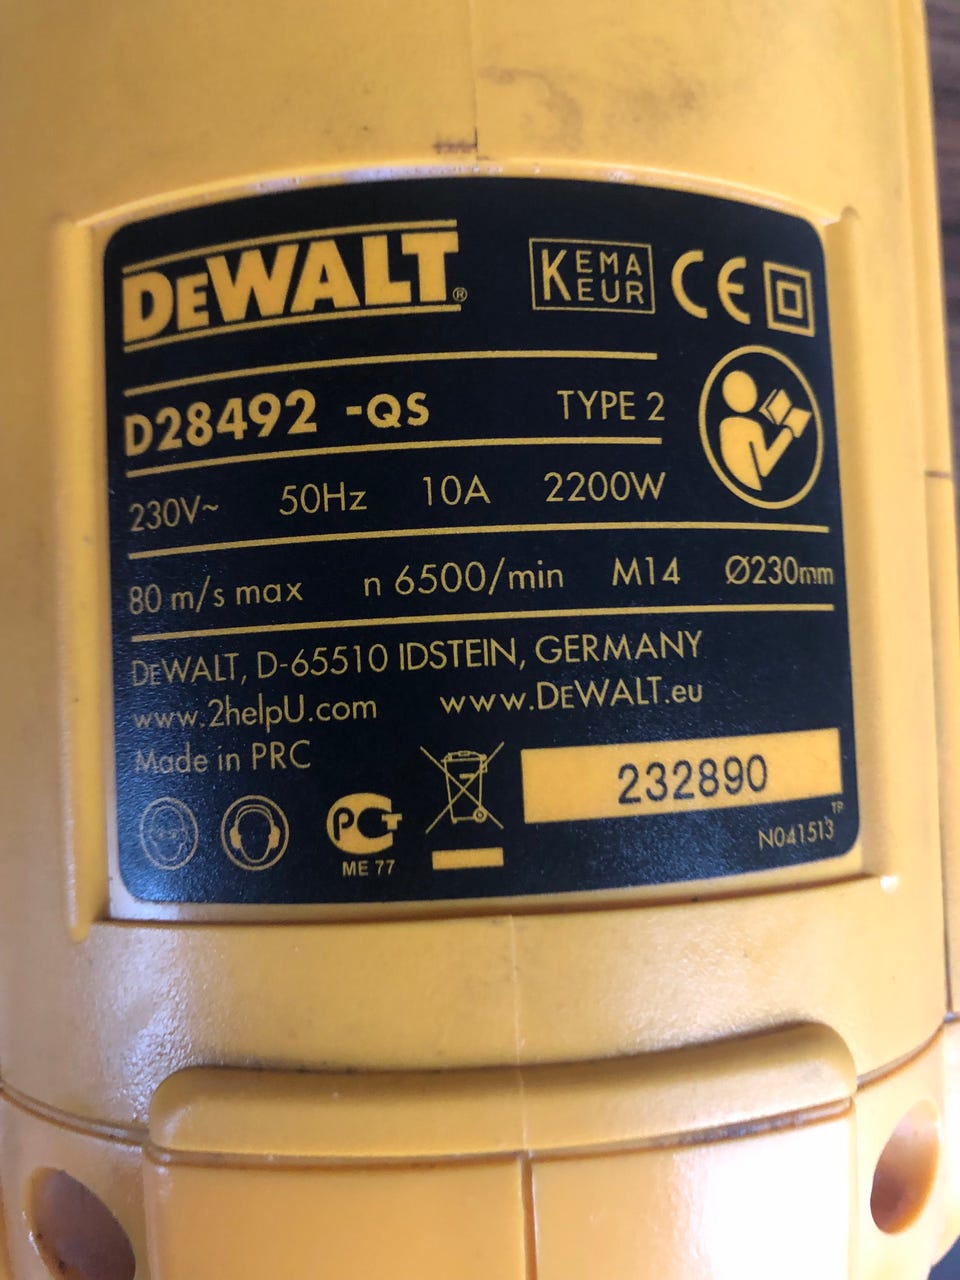 DEWALT®
KEMA
KEUR
CE
D28492 -QS TYPE 2
230V~ 50Hz 10A 2200W
80 m/s max n 6500/min M14 Ø230mm
DEWALT, D-65510 IDSTEIN, GERMANY
www.2helpU.com www.DEWALT.eu
Made in PRC
232890
PCT
ME 77
TP
N041513